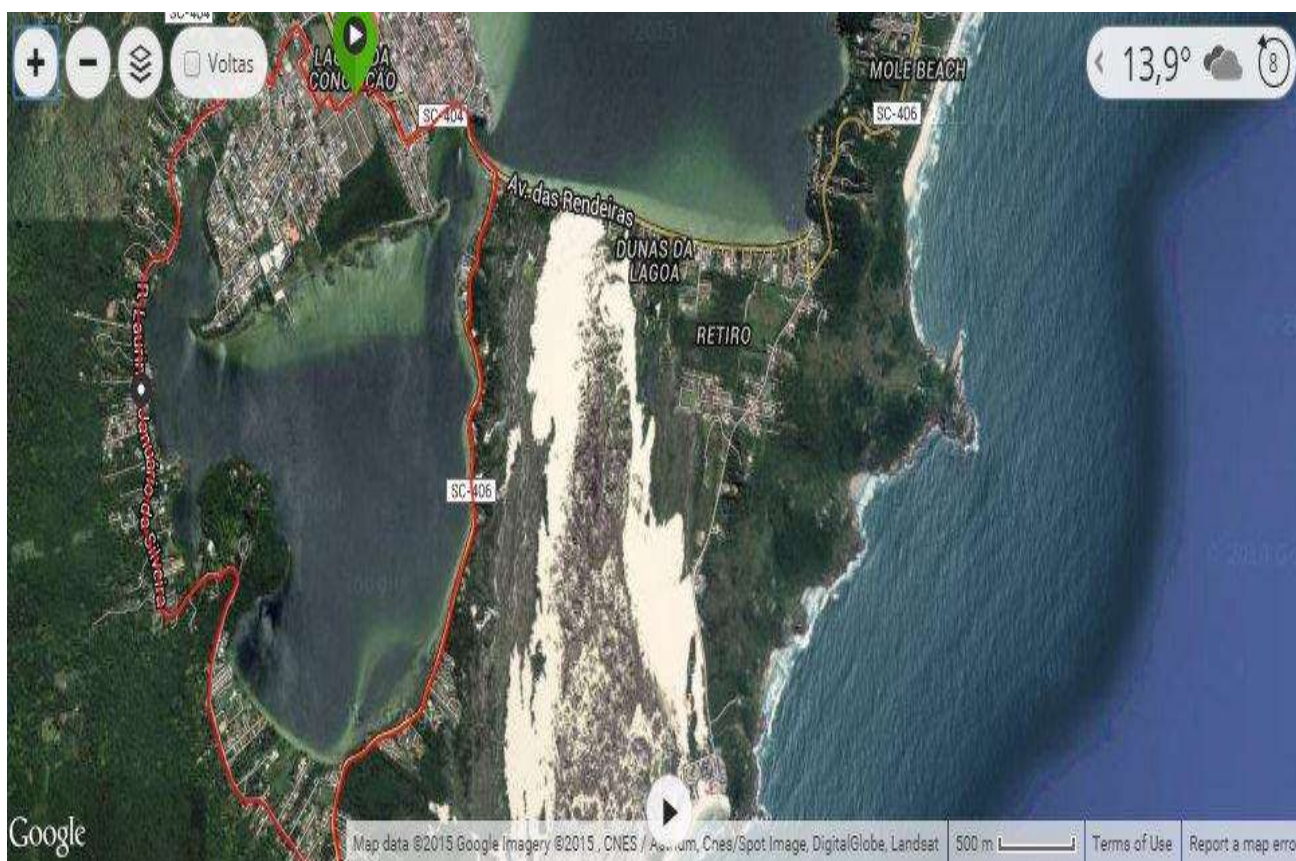 SC-404
+
-
Voltas
CONCEIÇÃO
SC-404
MOLE BEACH
SC-406
13,9°
8
Av. das Rendeiras
DUNAS DA
LAGOA
RETIRO
SC-406
da Silveira
Google
Map data ©2015 Google Imagery ©2015 , CNES / Astrium, Cnes/Spot Image, DigitalGlobe, Landsat
500 m
Terms of Use
Report a map erro